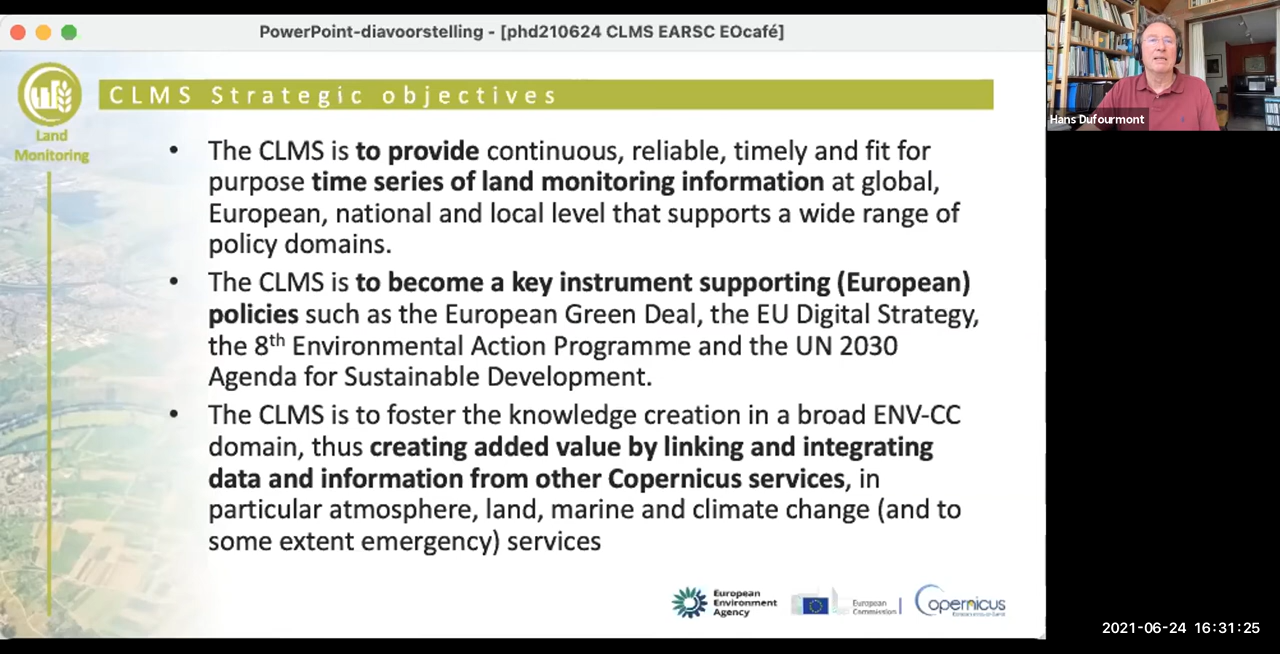 PowerPoint-diavoorstelling - [phd210624 CLMS EARSC EOcafé]
Land
Monitoring
CLMS Strategic objectives
• The CLMS is to provide continuous, reliable, timely and fit for
purpose time series of land monitoring information at global,
European, national and local level that supports a wide range of
policy domains.
• The CLMS is to become a key instrument supporting (European)
policies such as the European Green Deal, the EU Digital Strategy,
the 8th Environmental Action Programme and the UN 2030
Agenda for Sustainable Development.
• The CLMS is to foster the knowledge creation in a broad ENV-CC
domain, thus creating added value by linking and integrating
data and information from other Copernicus services, in
particular atmosphere, land, marine and climate change (and to
some extent emergency) services
European
Environment
Agency
European
Commission
Copernicus
Hans Dufourmont
2021-06-24 16:31:25